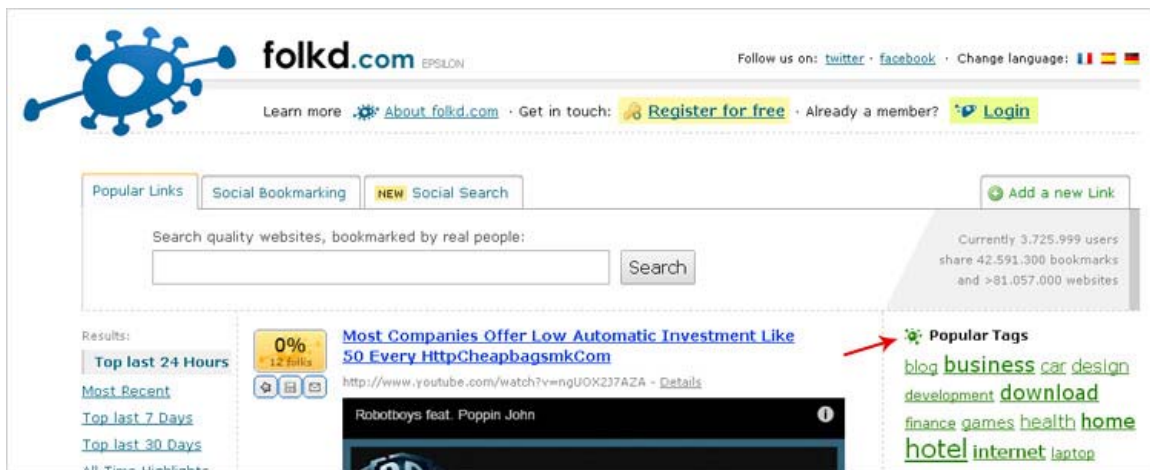 folkd.com EPSILON
Follow us on: twitter · facebook · Change language:
Learn more About folkd.com · Get in touch: Register for free · Already a member? Login
Popular Links
Social Bookmarking
NEW Social Search
Add a new Link
Search quality websites, bookmarked by real people:
Search
Currently 3.725.999 users
share 42.591.300 bookmarks
and >81.057.000 websites
Results:
Top last 24 Hours
Most Recent
Top last 7 Days
Top last 30 Days
All Time Highlights
0%
12 folks
Most Companies Offer Low Automatic Investment Like
50 Every HttpCheapbagsmkCom
http://www.youtube.com/watch?v=ngUOX2J7AZA - Details
Robotboys feat. Poppin John
Popular Tags
blog business car design
development download
finance games health home
hotel internet laptop